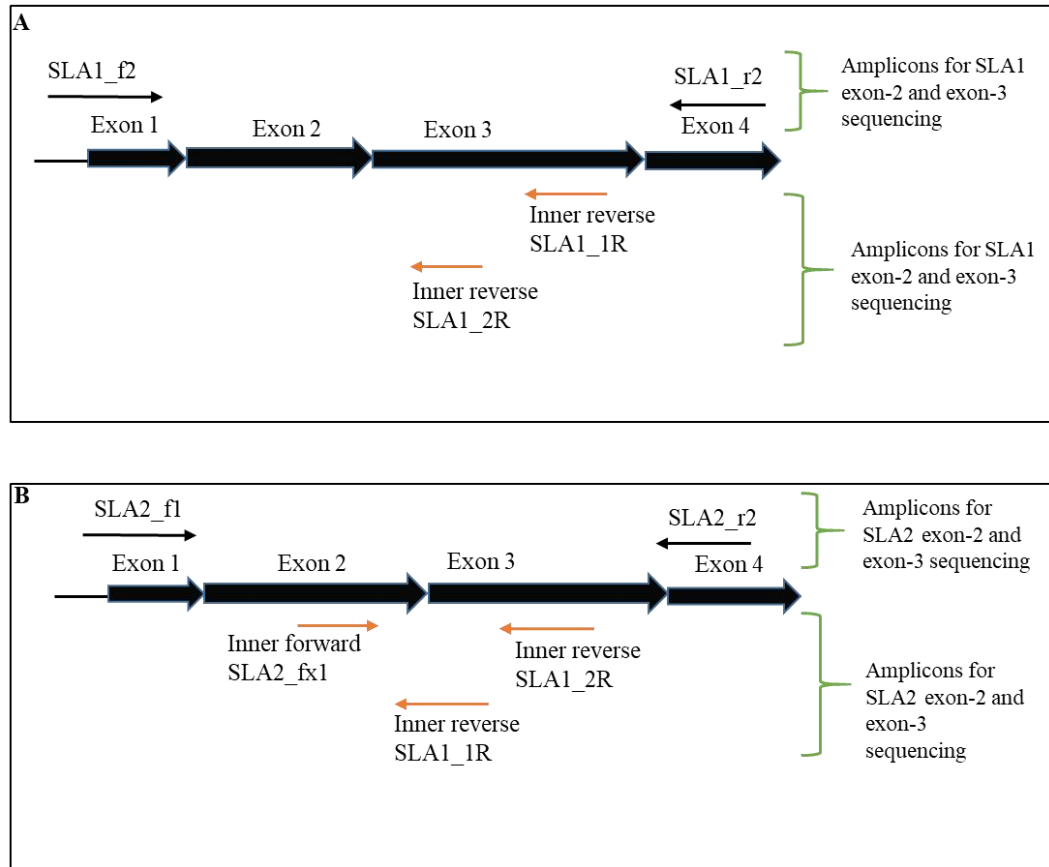 A
SLA1_f2
SLA1_r2
Amplicons for SLA1
exon-2 and exon-3
sequencing
Exon 1
Exon 2
Exon 3
Exon 4
Inner reverse
SLA1_1R
Inner reverse
SLA1_2R
Amplicons for SLA1
exon-2 and exon-3
sequencing
B
SLA2_f1
SLA2_r2
Amplicons for
SLA2 exon-2 and
exon-3 sequencing
Exon 1
Exon 2
Exon 3
Exon 4
Inner forward
SLA2_fx1
Inner reverse
SLA1_2R
Inner reverse
SLA1_1R
Amplicons for
SLA2 exon-2 and
exon-3
sequencing